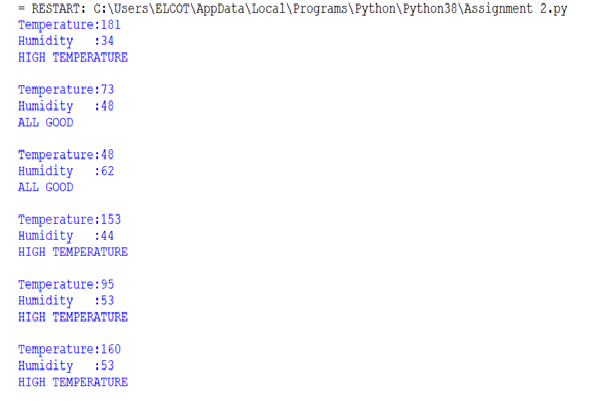 = RESTART: C:\Users\ELCOT\AppData\Local\Programs\Python\Python38\Assignment 2.py
Temperature:181
Humidity   :34
HIGH TEMPERATURE

Temperature:73
Humidity   :48
ALL GOOD

Temperature:48
Humidity   :62
ALL GOOD

Temperature:153
Humidity   :44
HIGH TEMPERATURE

Temperature:95
Humidity   :53
HIGH TEMPERATURE

Temperature:160
Humidity   :53
HIGH TEMPERATURE